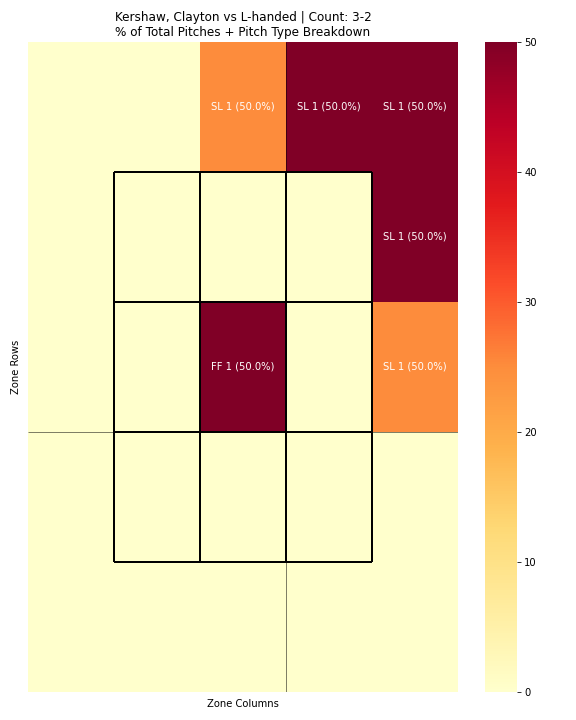 Kershaw, Clayton vs L-handed | Count: 3-2
% of Total Pitches + Pitch Type Breakdown
SL 1 (50.0%)
SL 1 (50.0%)
SL 1 (50.0%)
SL 1 (50.0%)
FF 1 (50.0%)
SL 1 (50.0%)
Zone Rows
Zone Columns
50
40
30
20
10
0